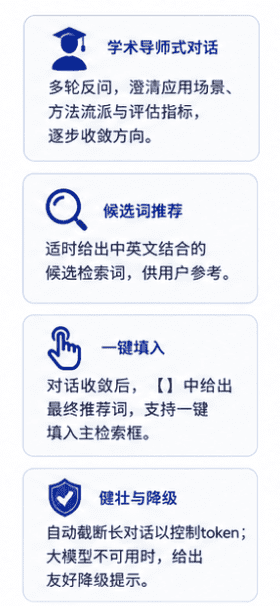 学术导师式对话
多轮反问，澄清应用场景、
方法流派与评估指标，
逐步收敛方向。
候选词推荐
适时给出中英文结合的
候选检索词，供用户参考。
一键填入
对话收敛后，【】中给出
最终推荐词，支持一键
填入主检索框。
健壮与降级
自动截断长对话以控制token；
大模型不可用时，给出
友好降级提示。